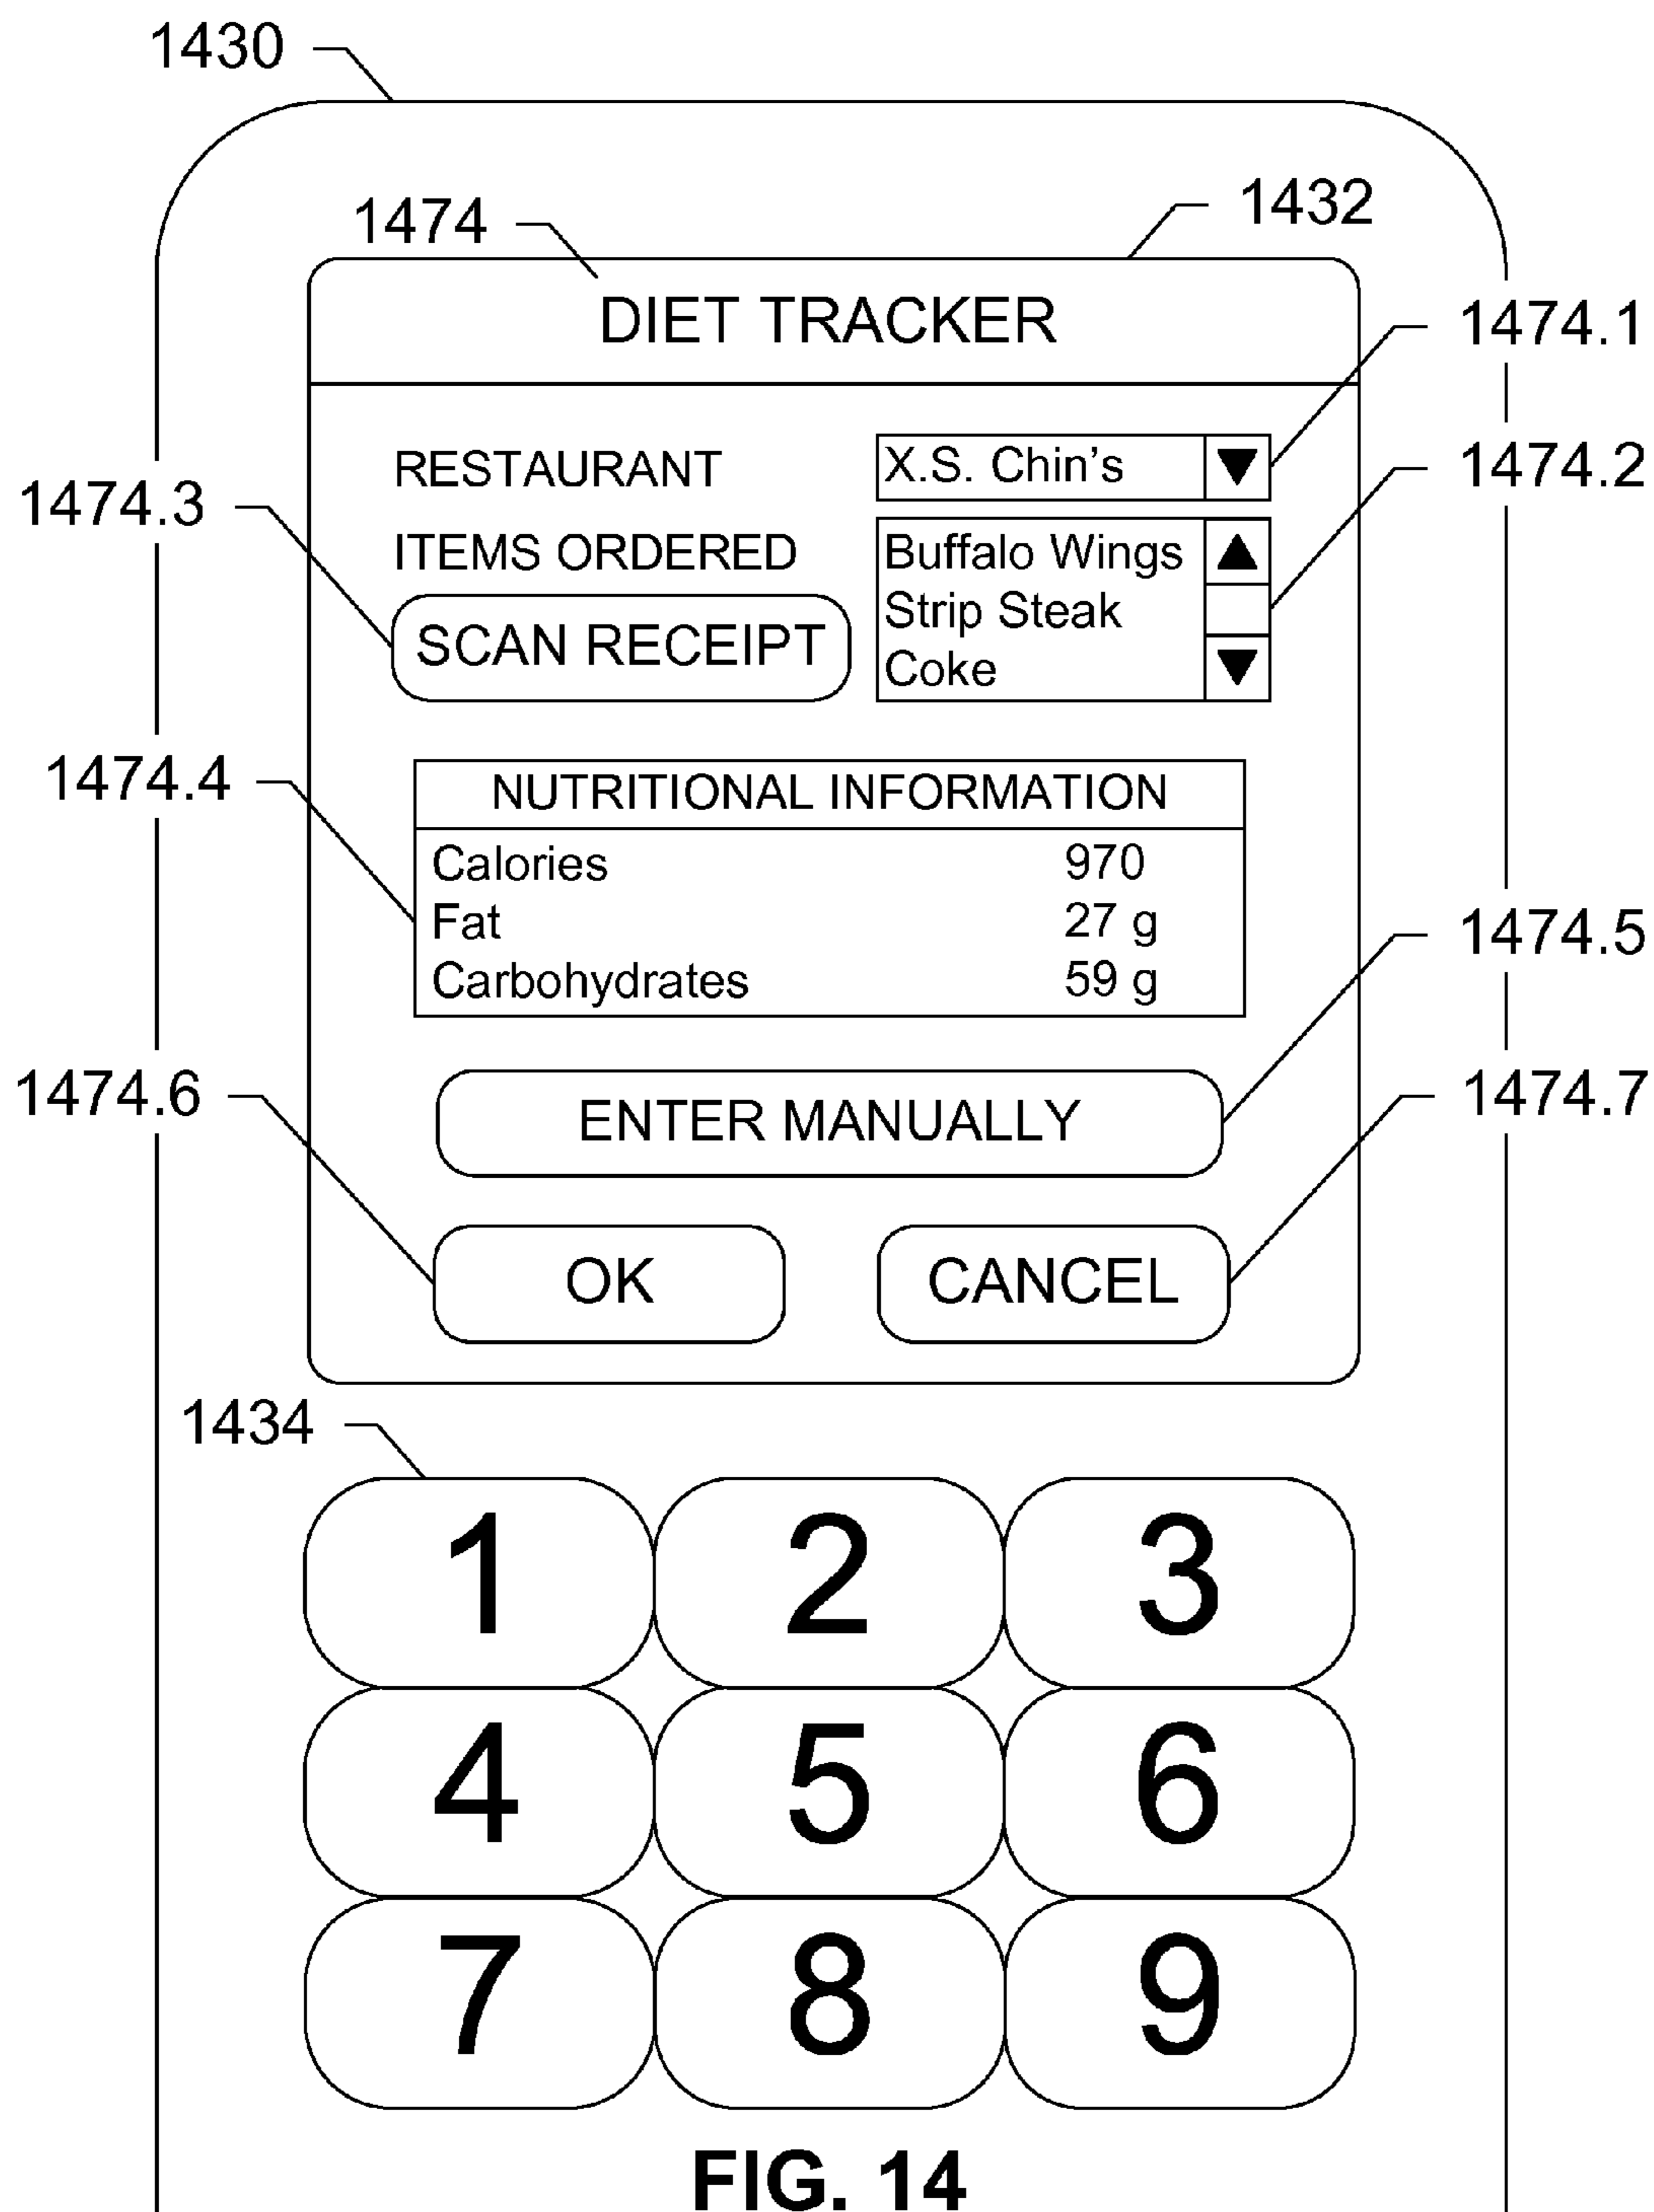 1430
1474
1432
DIET TRACKER
1474.1
RESTAURANT X.S. Chin's
1474.2
1474.3
ITEMS ORDERED Buffalo Wings
Strip Steak
SCAN RECEIPT
Coke
1474.4
NUTRITIONAL INFORMATION
Calories 970
Fat 27 g
1474.5
Carbohydrates 59 g
1474.6
1474.7
ENTER MANUALLY
OK CANCEL
1434
1 2 3
4 5 6
7 8 9
FIG. 14